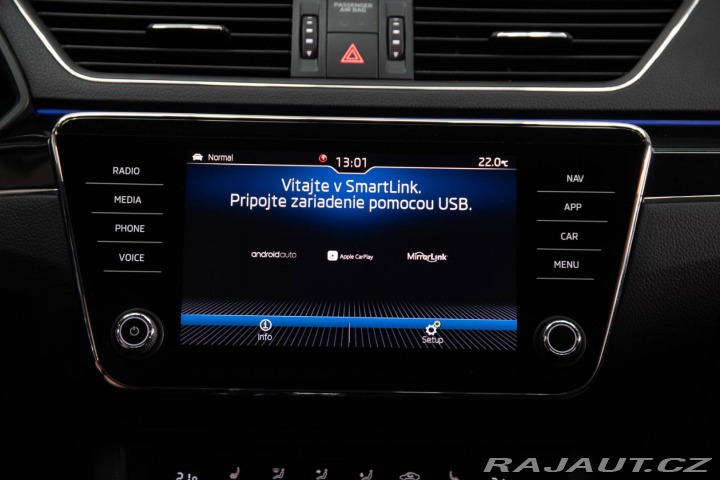 PASSENGER
AIR BAG
Normal
13:01
22.0°C
Vitajte v SmartLink.
Pripojte zariadenie pomocou USB.
androidauto
Apple CarPlay
MirrorLink
Info
Setup
RADIO
MEDIA
PHONE
VOICE
NAV
APP
CAR
MENU
RAJAUT.CZ